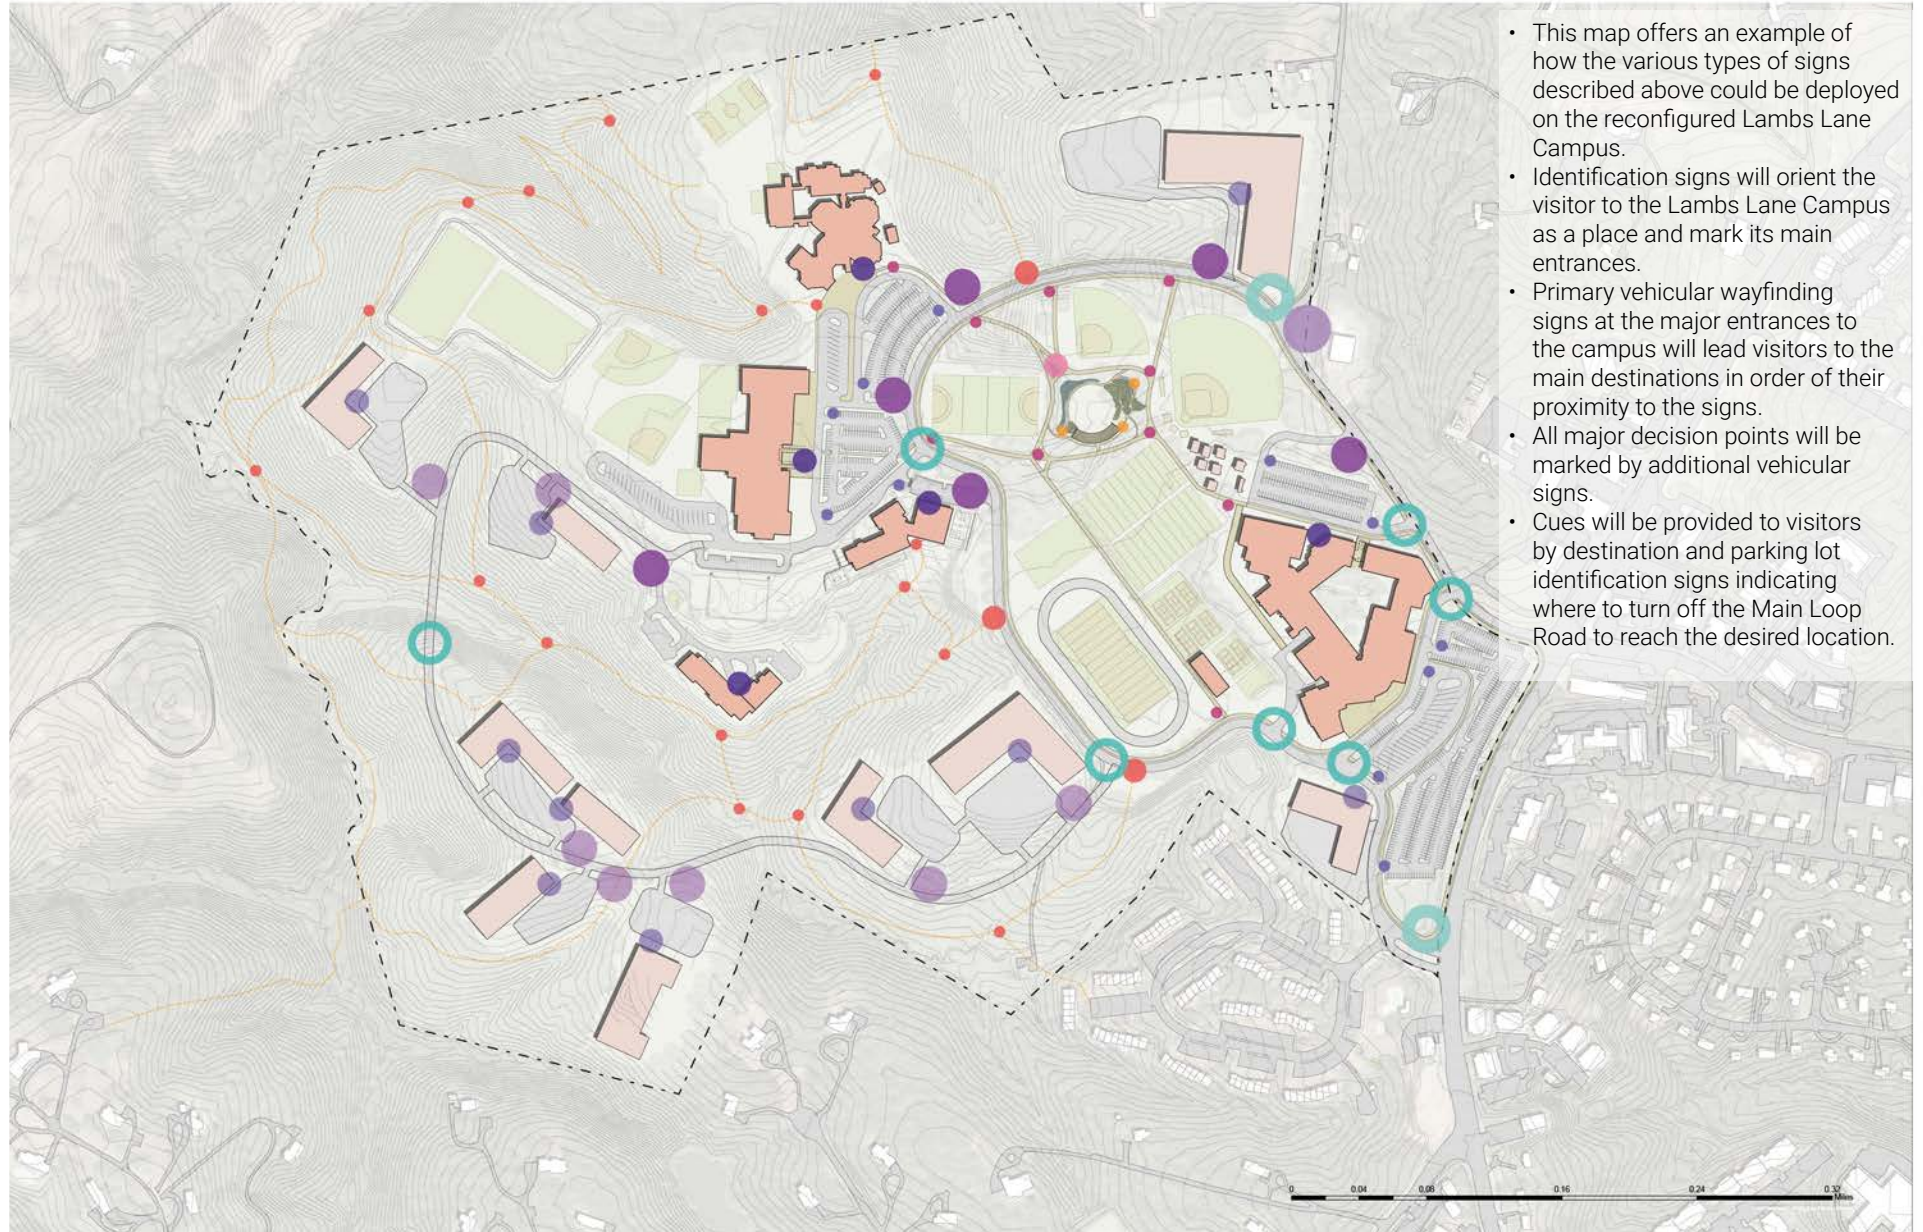 • This map offers an example of
how the various types of signs
described above could be deployed
on the reconfigured Lambs Lane
Campus.
• Identification signs will orient the
visitor to the Lambs Lane Campus
as a place and mark its main
entrances.
• Primary vehicular wayfinding
signs at the major entrances to
the campus will lead visitors to the
main destinations in order of their
proximity to the signs.
• All major decision points will be
marked by additional vehicular
signs.
• Cues will be provided to visitors
by destination and parking lot
identification signs indicating
where to turn off the Main Loop
Road to reach the desired location.
0 0.04 0.08 0.16 0.24 0.32
Miles